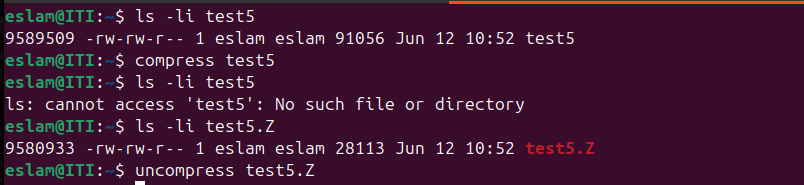 eslam@ITI:~$ ls -li test5
9589509 -rw-rw-r-- 1 eslam eslam 91056 Jun 12 10:52 test5
eslam@ITI:~$ compress test5
eslam@ITI:~$ ls -li test5
ls: cannot access 'test5': No such file or directory
eslam@ITI:~$ ls -li test5.Z
9580933 -rw-rw-r-- 1 eslam eslam 28113 Jun 12 10:52 test5.Z
eslam@ITI:~$ uncompress test5.Z